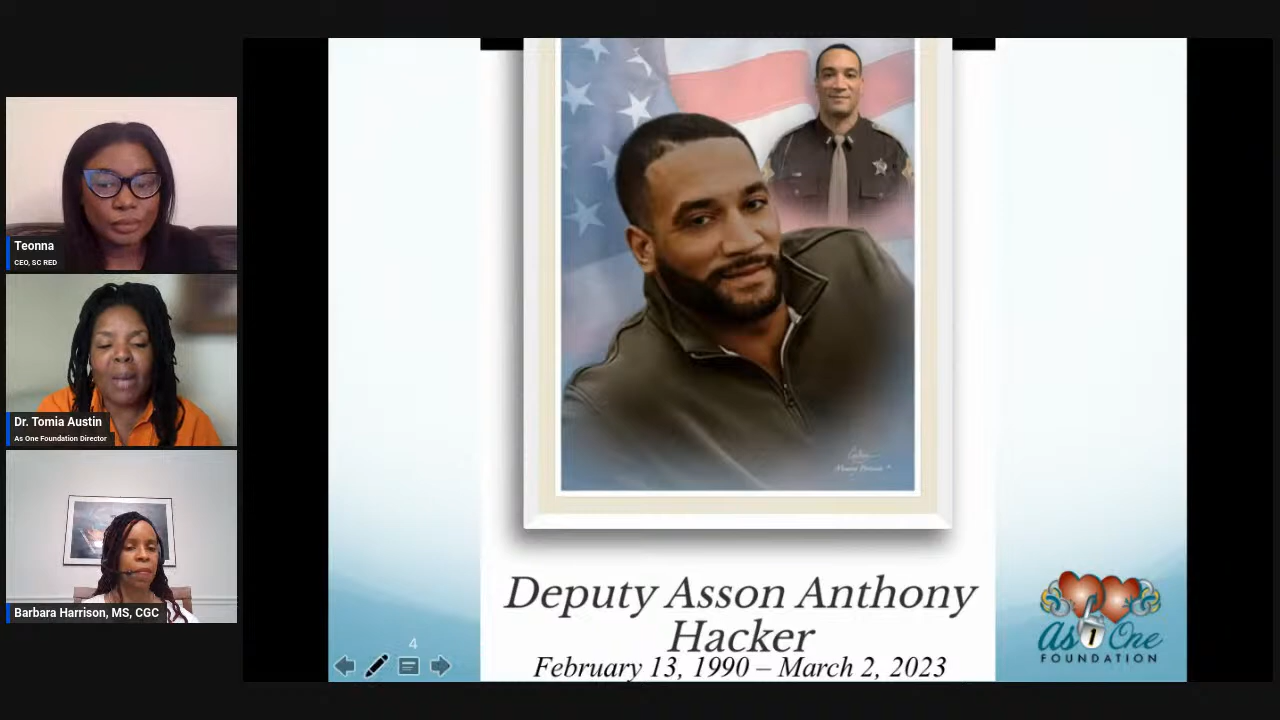 Teonna
CEO, SC RED
Dr. Tomia Austin
As One Foundation Director
Barbara Harrison, MS, CGC
Deputy Asson Anthony
Hacker
February 13, 1990 – March 2, 2023
4
As 1 One
FOUNDATION